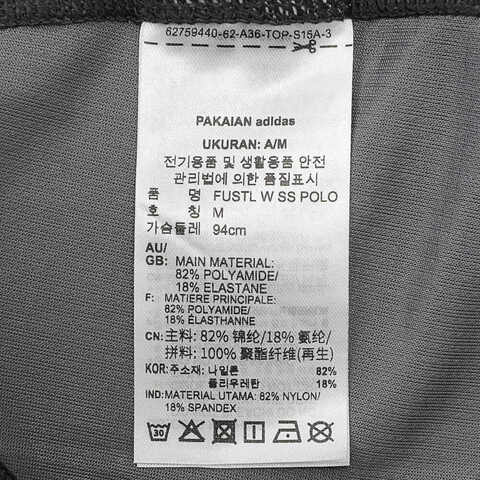 62759440-62-A36-TOP-S15A-3
PAKAIAN adidas
UKURAN: A/M
전기용품 및 생활용품 안전
관리법에 의한 품질표시
품 명 FUSTL W SS POLO
호 칭 M
가슴둘레 94cm
AU/
GB: MAIN MATERIAL:
82% POLYAMIDE/
18% ELASTANE
F: MATIERE PRINCIPALE:
82% POLYAMIDE/
18% ÉLASTHANNE
CN: 主料: 82% 锦纶/18% 氨纶/
拼料: 100% 聚酯纤维(再生)
KOR: 주소재: 나일론 82%
폴리우레탄 18%
IND: MATERIAL UTAMA: 82% NYLON/
18% SPANDEX
30